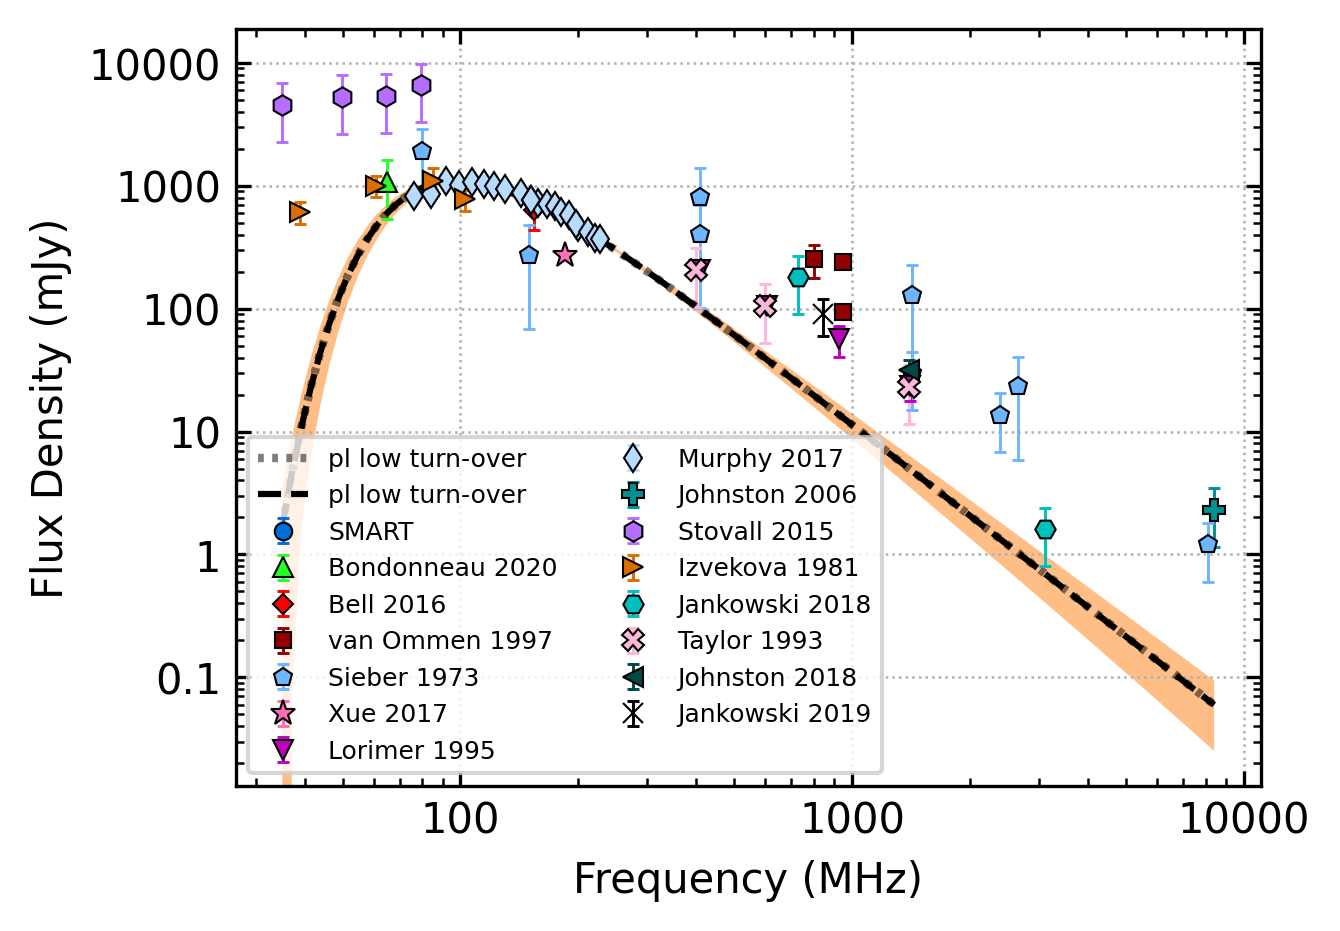 10000
1000
100
10
1
0.1
Flux Density (mJy)
pl low turn-over
pl low turn-over
SMART
Bondonneau 2020
Bell 2016
van Ommen 1997
Sieber 1973
Xue 2017
Lorimer 1995
Murphy 2017
Johnston 2006
Stovall 2015
Izvekova 1981
Jankowski 2018
Taylor 1993
Johnston 2018
Jankowski 2019
100
1000
10000
Frequency (MHz)